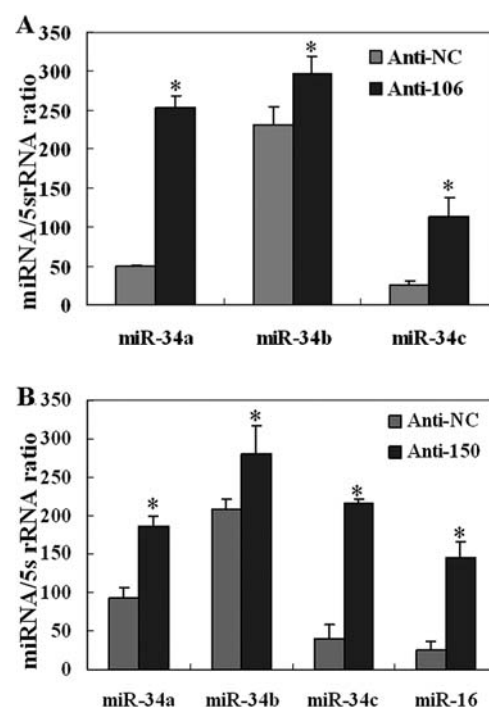 A
350
300
250
200
150
100
50
0
miRNA/5srRNA ratio
Anti-NC
Anti-106
*
*
*
miR-34a miR-34b miR-34c
B
350
300
250
200
150
100
50
0
miRNA/5s rRNA ratio
Anti-NC
Anti-150
*
*
*
*
miR-34a miR-34b miR-34c miR-16